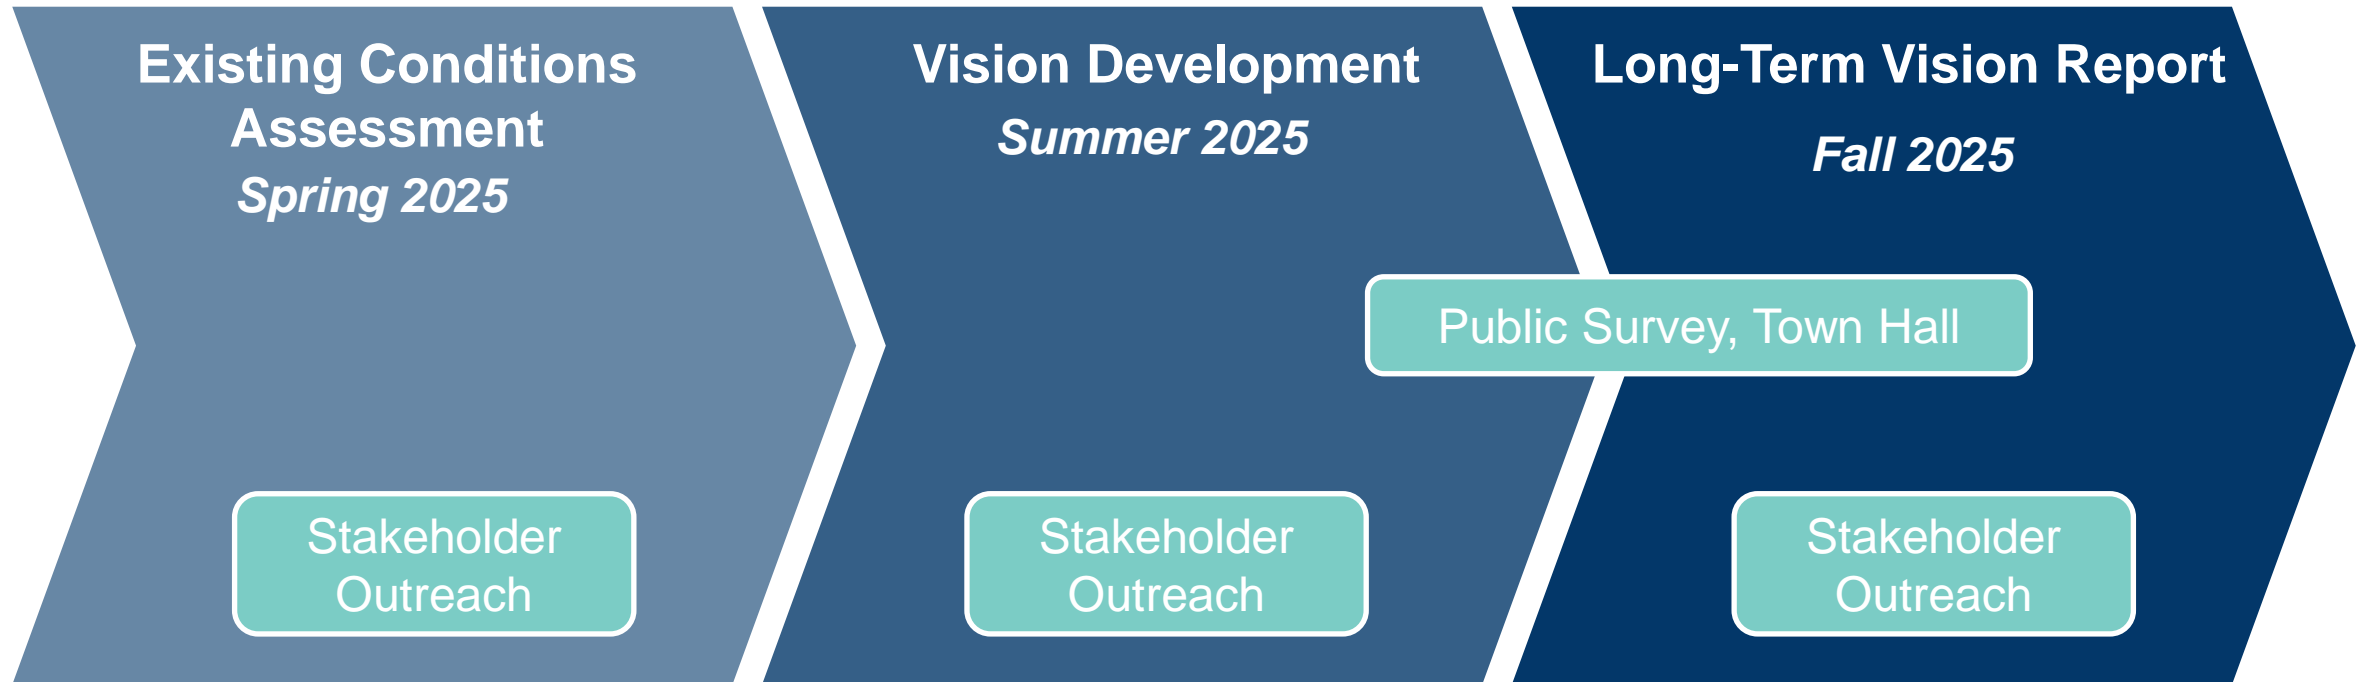 Existing Conditions
Assessment
Spring 2025
Vision Development
Summer 2025
Long-Term Vision Report
Fall 2025
Public Survey, Town Hall
Stakeholder
Outreach
Stakeholder
Outreach
Stakeholder
Outreach